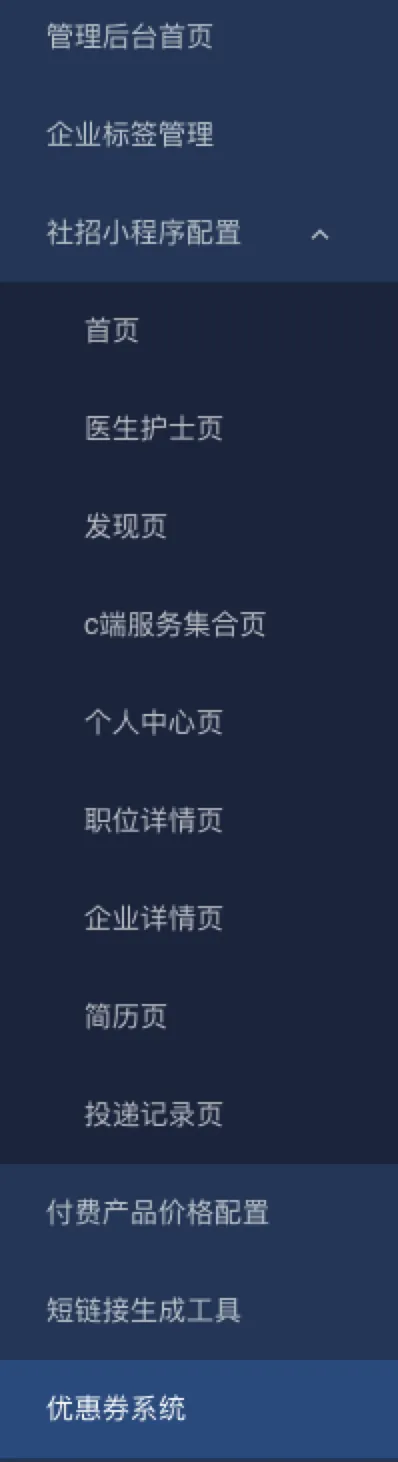 管理后台首页
企业标签管理
社招小程序配置
首页
医生护士页
发现页
c端服务集合页
个人中心页
职位详情页
企业详情页
简历页
投递记录页
付费产品价格配置
短链接生成工具
优惠券系统